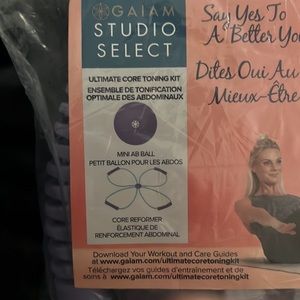 GAIAM
STUDIO
SELECT
ULTIMATE CORE TONING KIT
ENSEMBLE DE TONIFICATION
OPTIMALE DES ABDOMINAUX
MINI AB BALL
PETIT BALLON POUR LES ABDOS
CORE REFORMER
ÉLASTIQUE DE
RENFORCEMENT ABDOMINAL
Say Yes To
A Better You
Dites Oui Au
Mieux-Être
Download Your Workout and Care Guides
at www.gaiam.com/ultimatecoretoningkit
Téléchargez vos guides d'entraînement et de
soins à www.gaiam.com/ultimatecoretoningkit